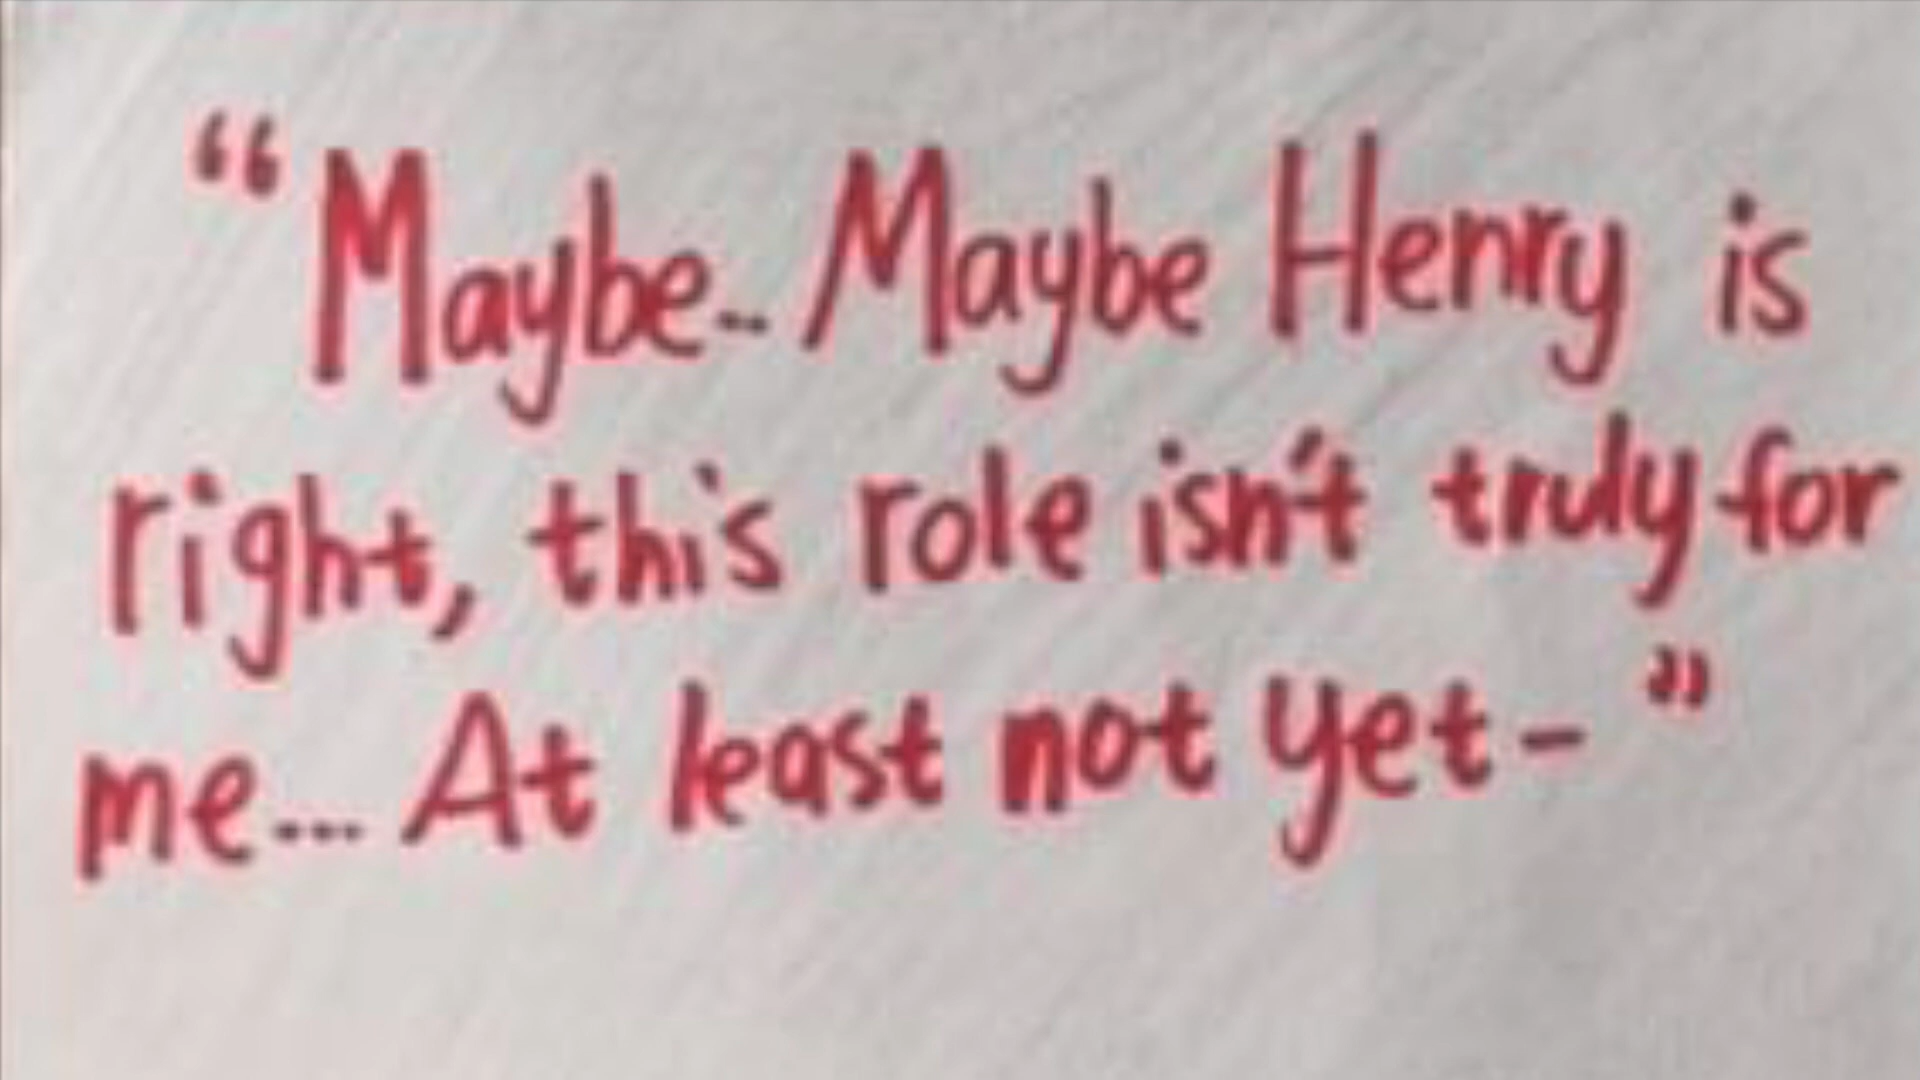 “Maybe.. Maybe Henry is
right, this role isn't truly for
me... At least not yet-”